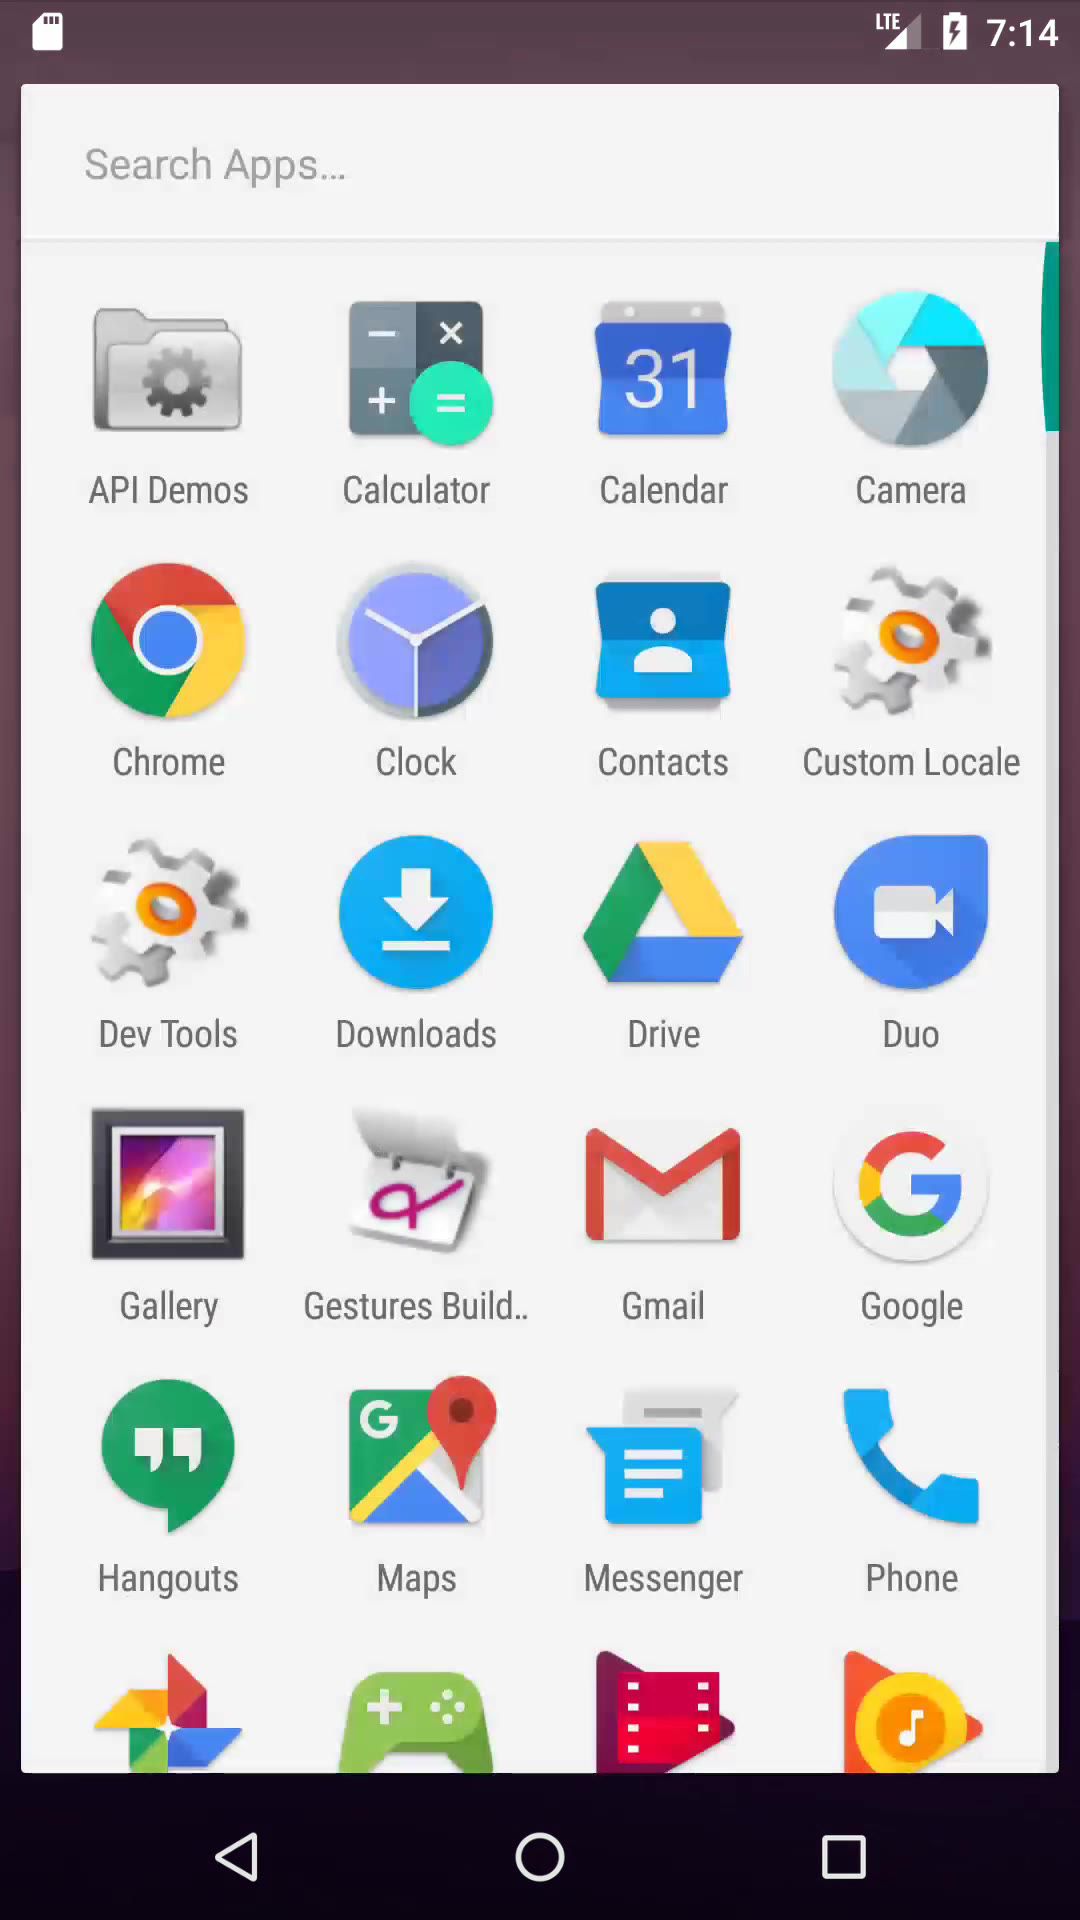 LTE 7:14
Search Apps...
31
API Demos Calculator Calendar Camera
Chrome Clock Contacts Custom Locale
Dev Tools Downloads Drive Duo
G
Gallery Gestures Build.. Gmail Google
G
Hangouts Maps Messenger Phone